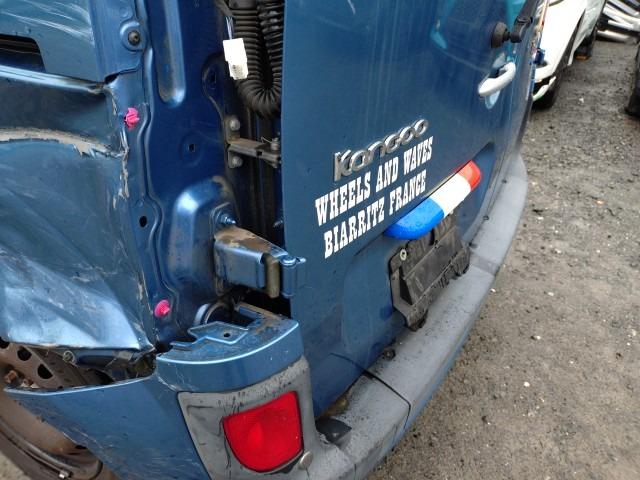 Kangoo
WHEELS AND WAVES
BIARRITZ FRANCE